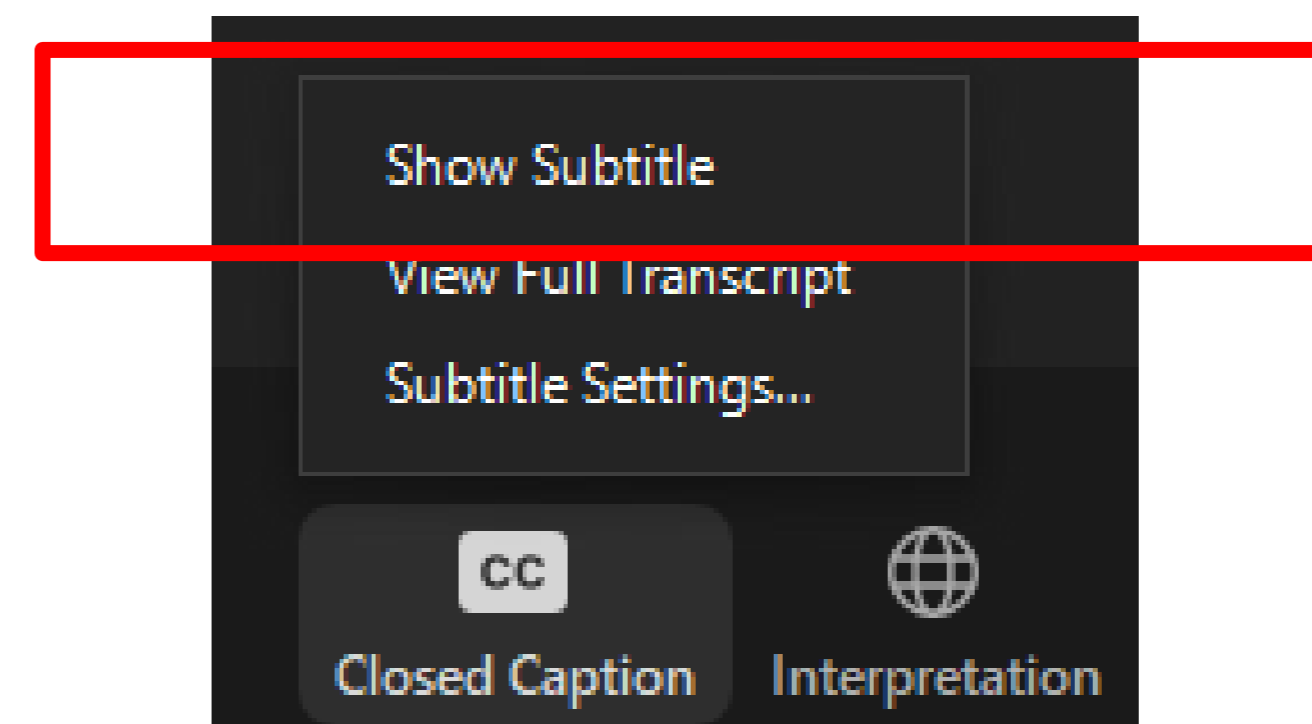 Show Subtitle
View Full Transcript
Subtitle Settings...
CC
Closed Caption
Interpretation